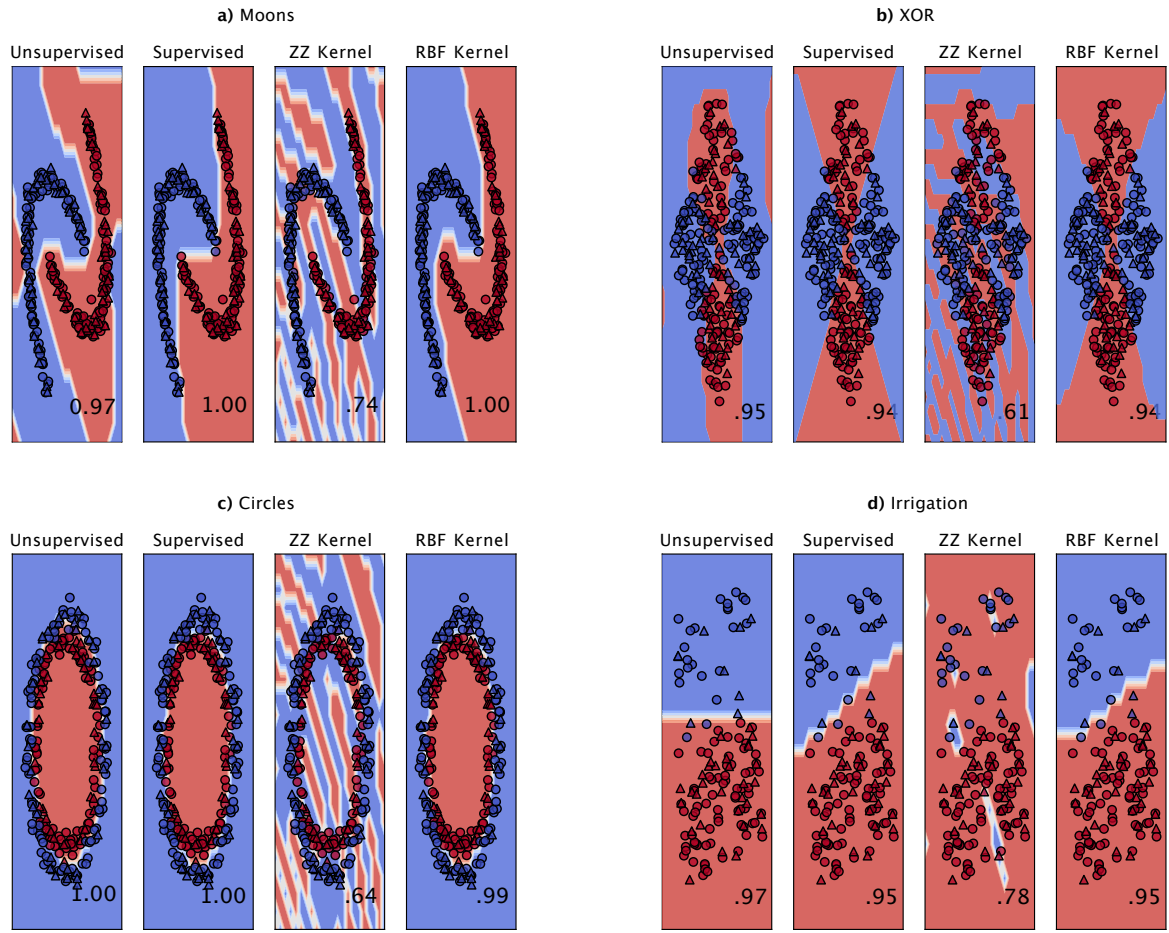 a) Moons
Unsupervised Supervised ZZ Kernel RBF Kernel
0.97 1.00 .74 1.00
b) XOR
Unsupervised Supervised ZZ Kernel RBF Kernel
.95 .94 .61 .94
c) Circles
Unsupervised Supervised ZZ Kernel RBF Kernel
1.00 1.00 .64 .99
d) Irrigation
Unsupervised Supervised ZZ Kernel RBF Kernel
.97 .95 .78 .95